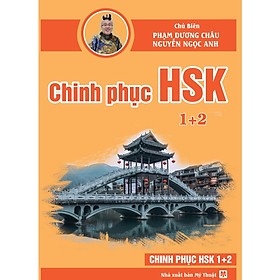 Chủ Biên
PHẠM DƯƠNG CHÂU
NGUYỄN NGỌC ANH
Chinh phục HSK
1+2
CHINH PHỤC HSK 1+2
Nhà xuất bản Mỹ Thuật